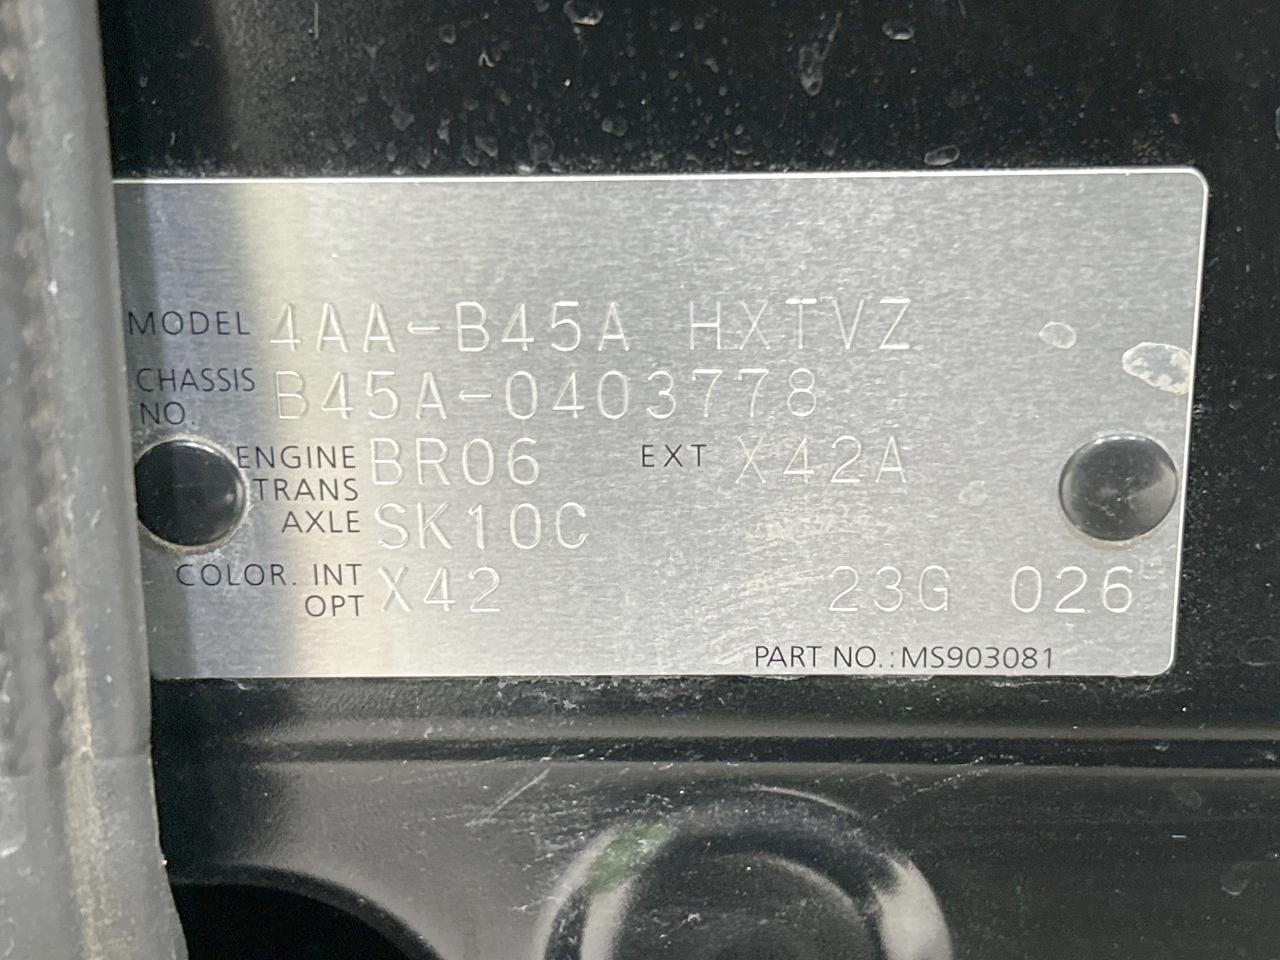 MODEL 4AA-B45A HXTVZ
CHASSIS NO. B45A-0403778
ENGINE BR06 EXT X42A
TRANS
AXLE SK10C
COLOR. INT X42
OPT 23G 026
PART NO.:MS903081